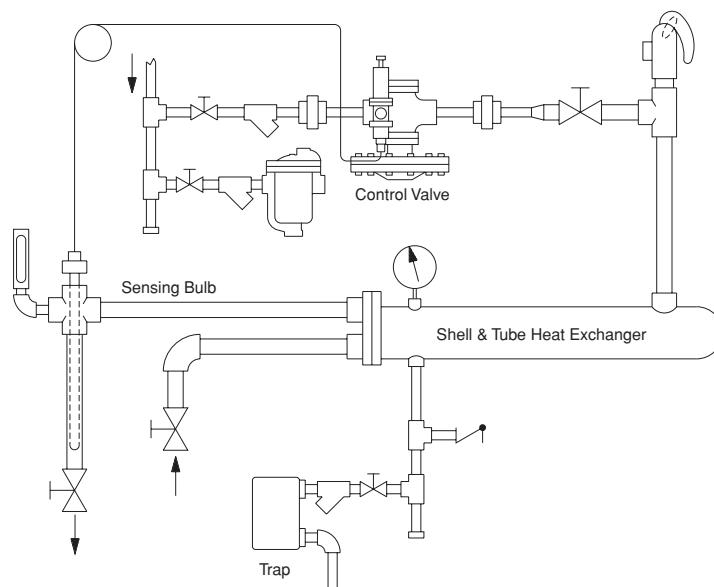 Control Valve
Sensing Bulb
Shell & Tube Heat Exchanger
Trap